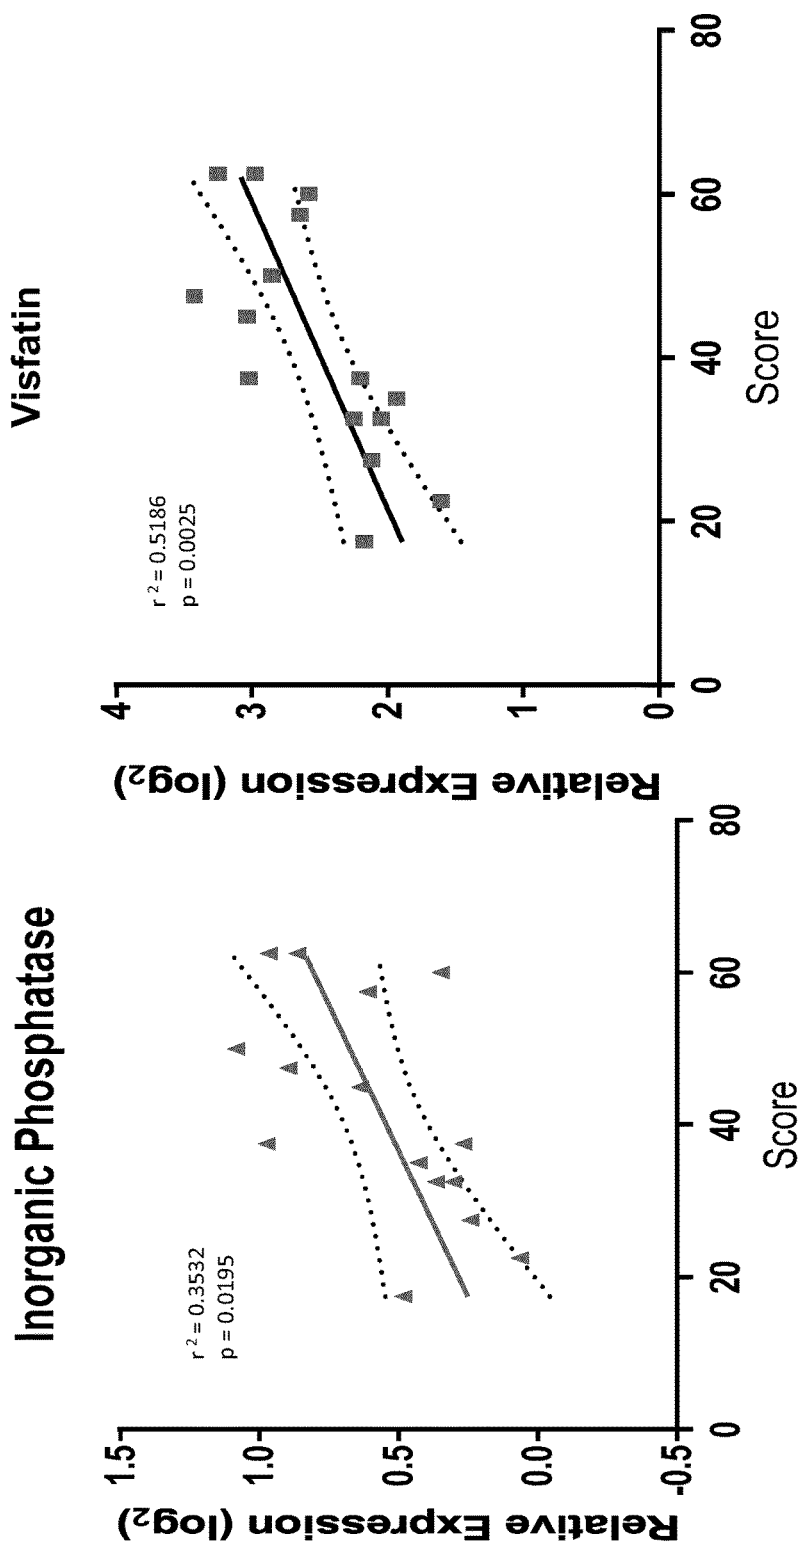 Inorganic Phosphatase
r² = 0.3532
p = 0.0195
Relative Expression (log₂)
1.5
1.0
0.5
0.0
-0.5
0
20
40
60
80
Score
Visfatin
r² = 0.5186
p = 0.0025
Relative Expression (log₂)
4
3
2
1
0
0
20
40
60
80
Score